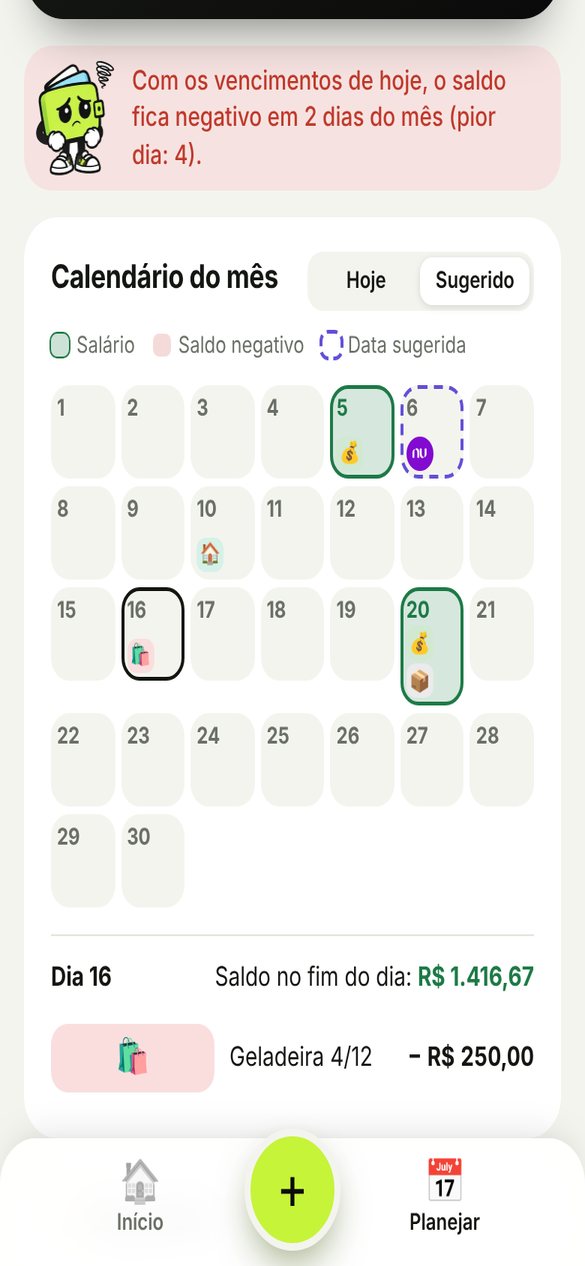 Com os vencimentos de hoje, o saldo
fica negativo em 2 dias do mês (pior
dia: 4).
Calendário do mês
Hoje
Sugerido
Salário
Saldo negativo
Data sugerida
1 2 3 4 5 6 7
nu
8 9 10 11 12 13 14
15 16 17 18 19 20 21
22 23 24 25 26 27 28
29 30
Dia 16 Saldo no fim do dia: R$ 1.416,67
Geladeira 4/12 − R$ 250,00
+
July
17
Início
Planejar